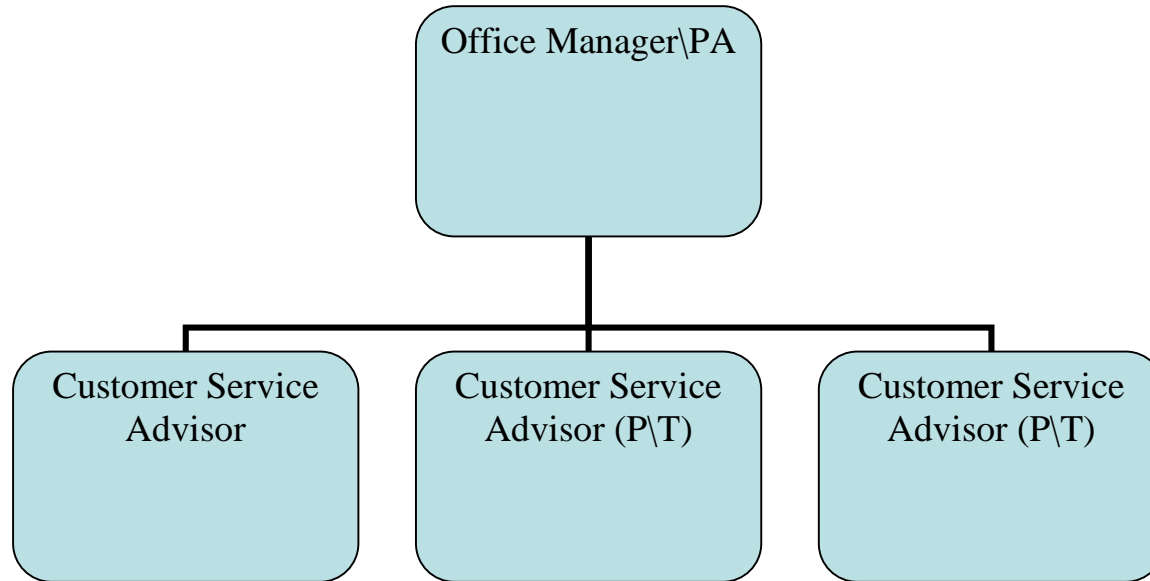 Office Manager\PA
Customer Service
Advisor
Customer Service
Advisor (P\T)
Customer Service
Advisor (P\T)